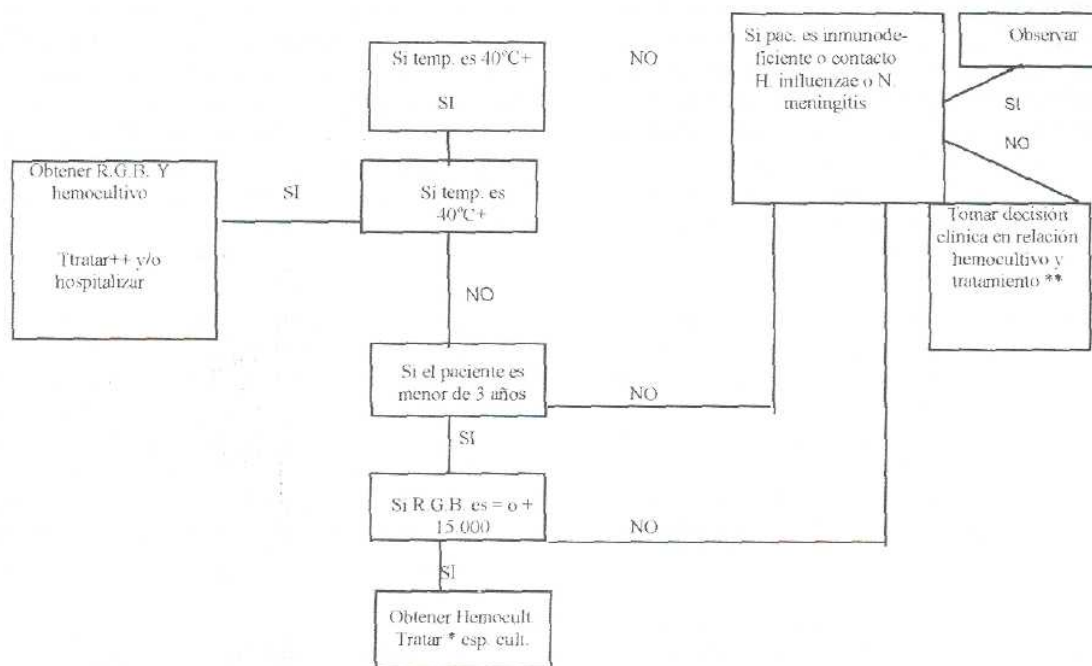 Si temp. es 40ºC+
SI
NO
Si pac. es inmunode-
ficiente o contacto
H. influenzae o N.
meningitis
Observar
SI
NO
Obtener R.G.B. Y
hemocultivo
Ttratar++ y/o
hospitalizar
SI
Si temp. es
40ºC+
Tomar decisión
clínica en relación
hemocultivo y
tratamiento **
NO
Si el paciente es
menor de 3 años
NO
SI
Si R.G.B. es = o +
15.000
NO
SI
Obtener Hemocult.
Tratar * esp. cult.